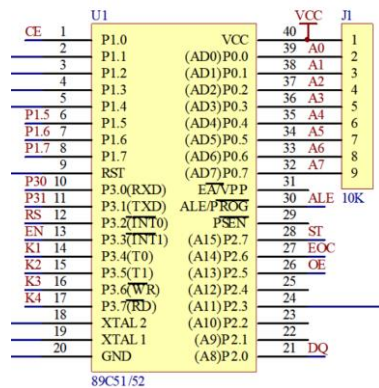 U1 VCC J1
CE 1 P1.0 VCC 40 1
2 P1.1 (AD0)P0.0 39 A0 2
3 P1.2 (AD1)P0.1 38 A1 3
4 P1.3 (AD2)P0.2 37 A2 4
5 P1.4 (AD3)P0.3 36 A3 5
P1.5 6 P1.5 (AD4)P0.4 35 A4 6
P1.6 7 P1.6 (AD5)P0.5 34 A5 7
P1.7 8 P1.7 (AD6)P0.6 33 A6 8
9 RST (AD7)P0.7 32 A7 9
P30 10 P3.0(RXD) EA/VPP 31
P31 11 P3.1(TXD) ALE/PROG 30 ALE 10K
RS 12 P3.2(INT0) PSEN 29
EN 13 P3.3(INT1) (A15)P2.7 28 ST
K1 14 P3.4(T0) (A14)P2.6 27 EOC
K2 15 P3.5(T1) (A13)P2.5 26 OE
K3 16 P3.6(WR) (A12)P2.4 25
K4 17 P3.7(RD) (A11)P2.3 24
18 XTAL2 (A10)P2.2 23
19 XTAL1 (A9)P2.1 22
20 GND (A8)P2.0 21 DQ
89C51/52